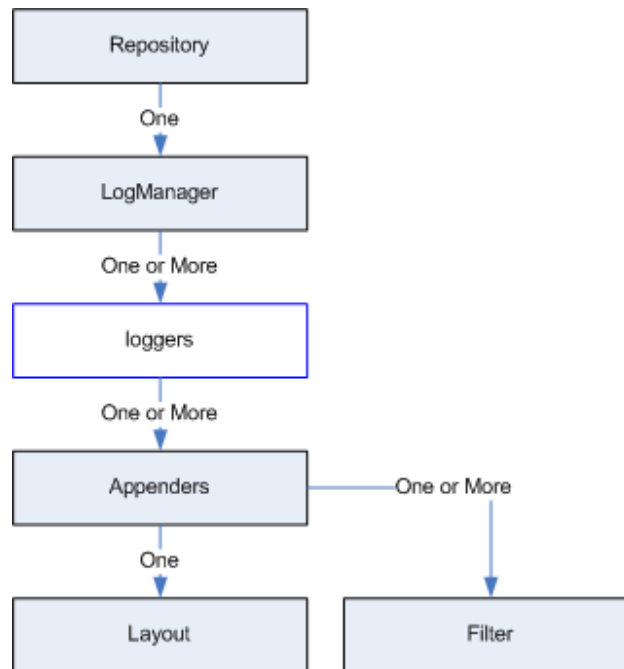 Repository
One
LogManager
One or More
loggers
One or More
Appenders
One or More
One
Layout
Filter